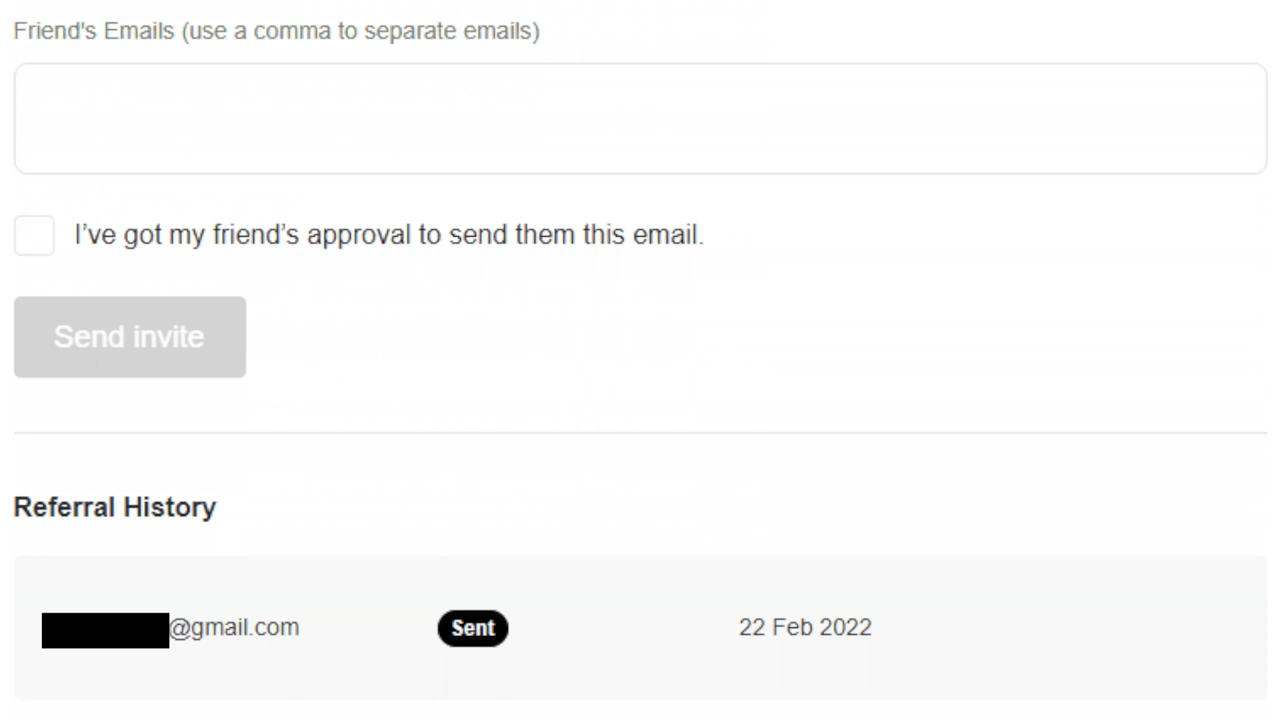 Friend's Emails (use a comma to separate emails)
I’ve got my friend’s approval to send them this email.
Send invite
Referral History
@gmail.com Sent 22 Feb 2022